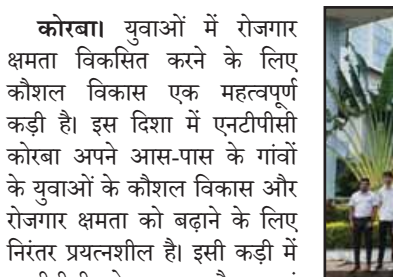 कोरबा। युवाओं में रोजगार
क्षमता विकसित करने के लिए
कौशल विकास एक महत्वपूर्ण
कड़ी है। इस दिशा में एनटीपीसी
कोरबा अपने आस-पास के गांवों
के युवाओं के कौशल विकास और
रोजगार क्षमता को बढ़ाने के लिए
निरंतर प्रयत्नशील है। इसी कड़ी में